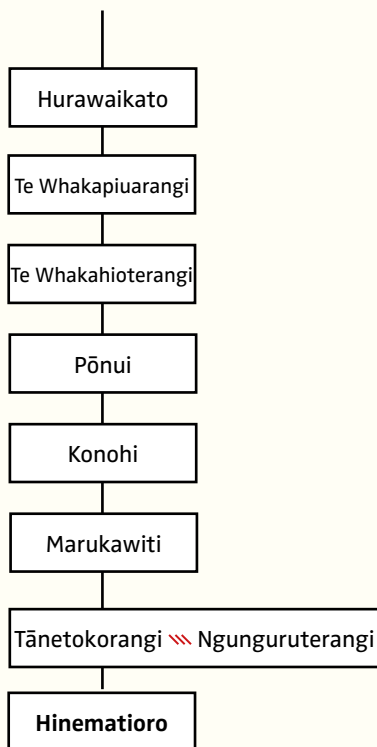 Hurawaikato
Te Whakapiuarangi
Te Whakahioterangi
Pōnui
Konohi
Marukawiti
Tānetokorangi Ngunguruterangi
Hinematioro